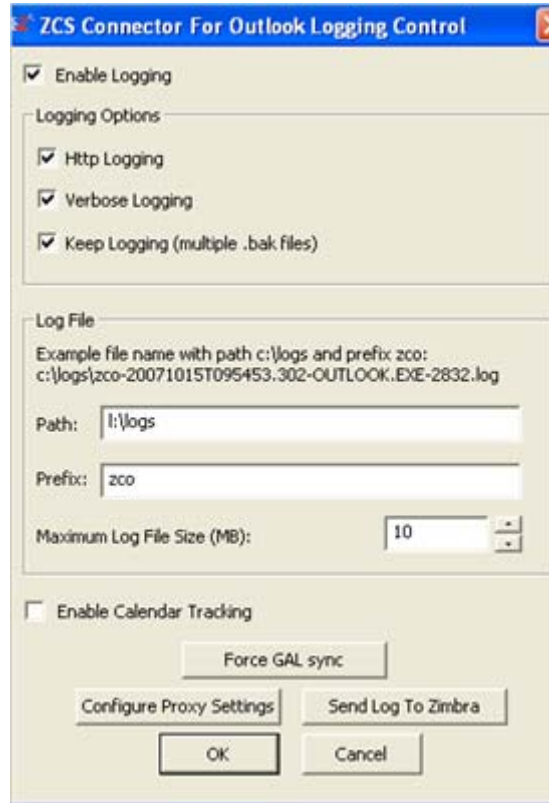 ZCS Connector For Outlook Logging Control
Enable Logging
Logging Options
Http Logging
Verbose Logging
Keep Logging (multiple .bak files)
Log File
Example file name with path c:\logs and prefix zco:
c:\logs\zco-20071015T095453.302-OUTLOOK.EXE-2832.log
Path: l:\logs
Prefix: zco
Maximum Log File Size (MB): 10
Enable Calendar Tracking
Force GAL sync
Configure Proxy Settings Send Log To Zimbra
OK Cancel